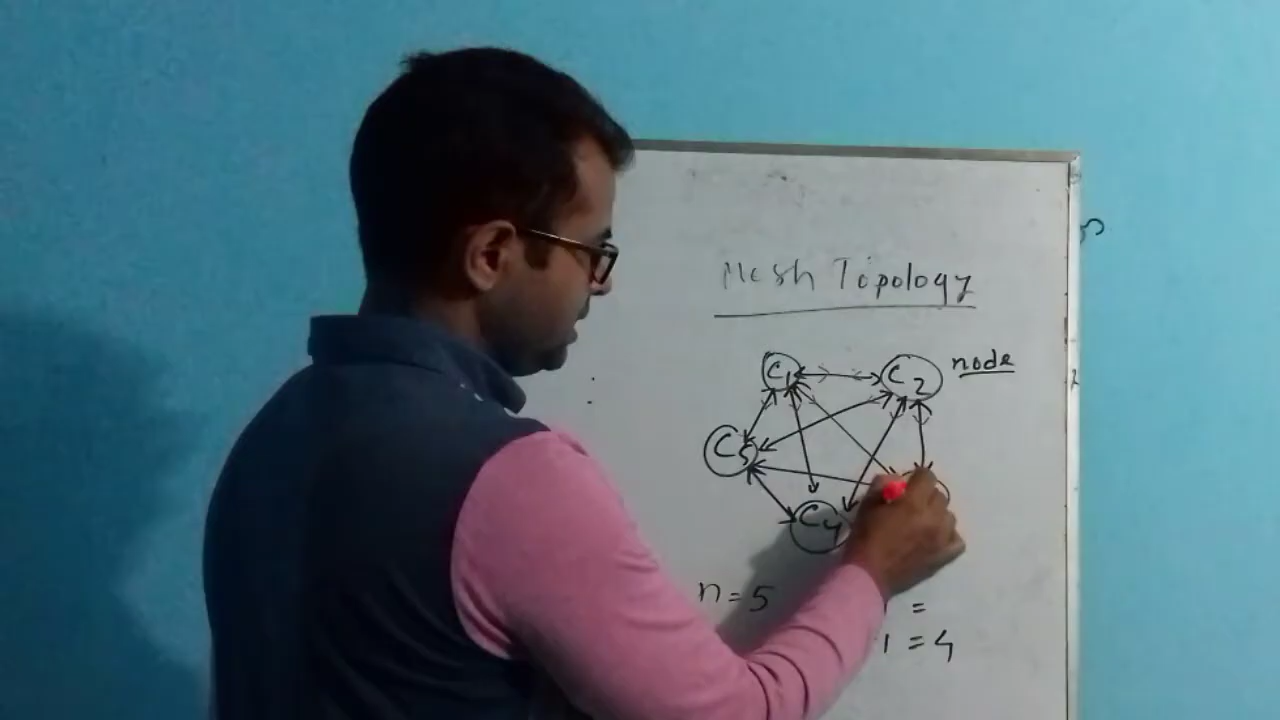 Mesh Topology
C1 C2 node
C5
C4
n = 5 =
1 = 4